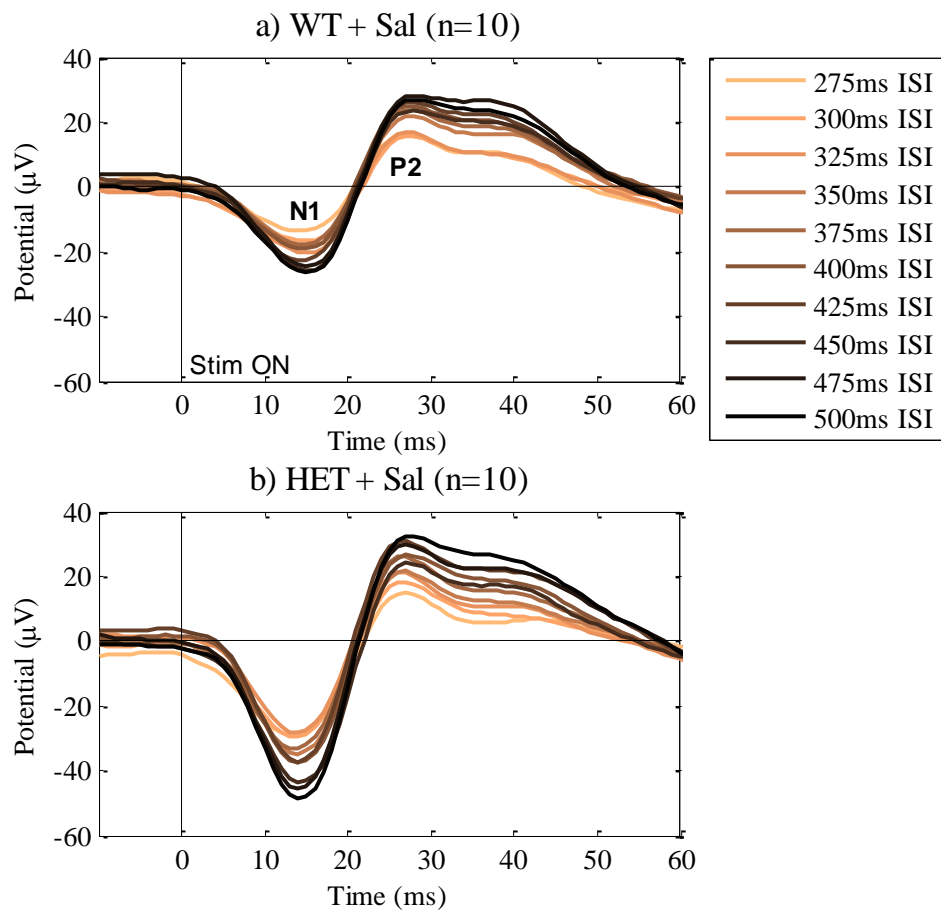 a) WT + Sal (n=10)
40
20
0
-20
-40
-60
Potential (µV)
N1
P2
Stim ON
0 10 20 30 40 50 60
Time (ms)
275ms ISI
300ms ISI
325ms ISI
350ms ISI
375ms ISI
400ms ISI
425ms ISI
450ms ISI
475ms ISI
500ms ISI
b) HET + Sal (n=10)
40
20
0
-20
-40
-60
Potential (µV)
0 10 20 30 40 50 60
Time (ms)